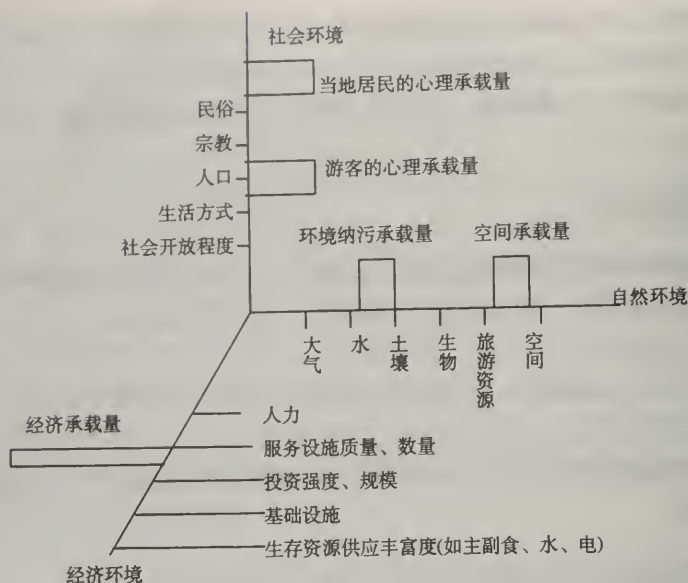 社会环境
当地居民的心理承载量
民俗
宗教
游客的心理承载量
人口
生活方式
社会开放程度
环境纳污承载量
空间承载量
自然环境
大气
水
土壤
生物
旅游资源
空间
人力
经济承载量
服务设施质量、数量
投资强度、规模
基础设施
生存资源供应丰富度(如主副食、水、电)
经济环境